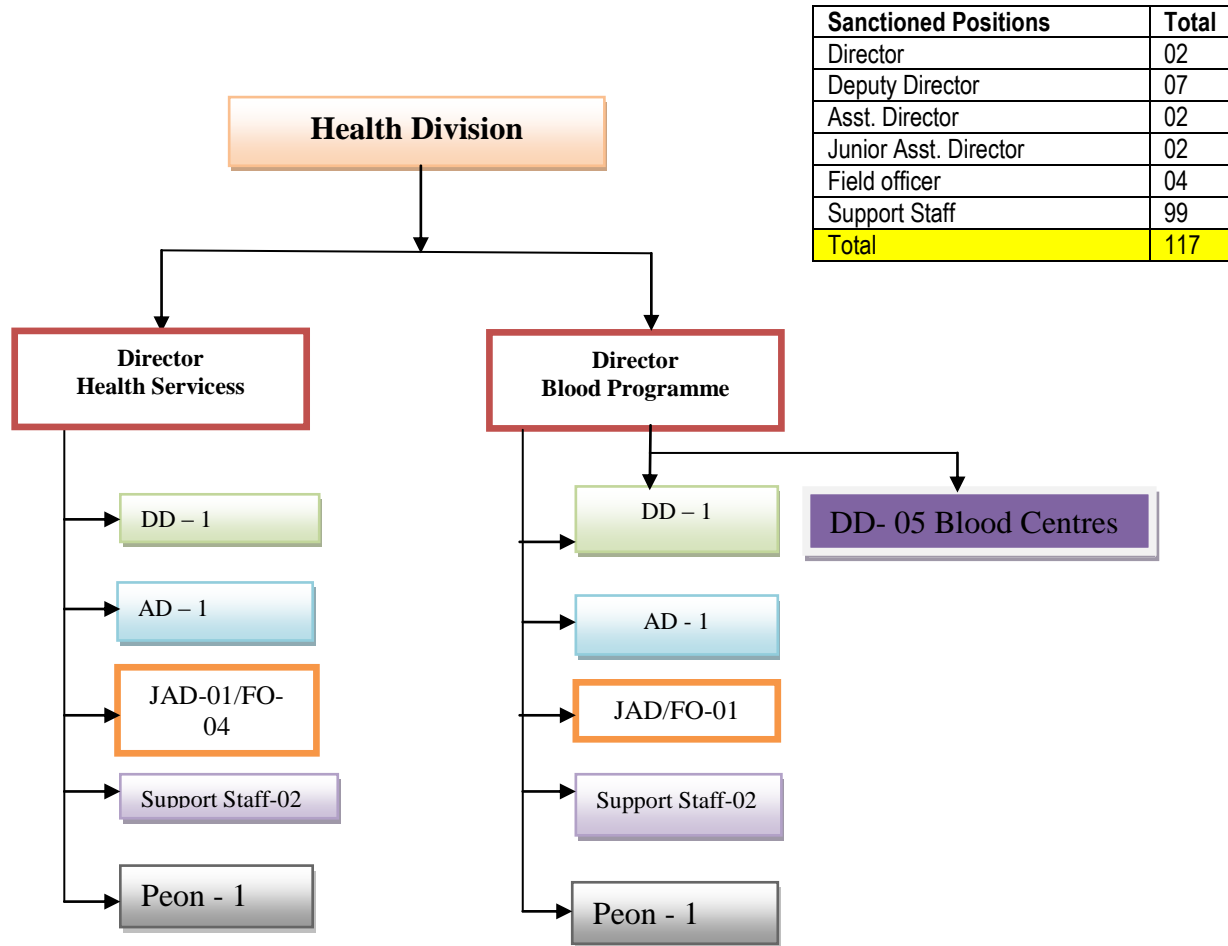 Sanctioned Positions Total
Director 02
Deputy Director 07
Asst. Director 02
Junior Asst. Director 02
Field officer 04
Support Staff 99
Total 117
Health Division
Director
Health Servicess
Director
Blood Programme
DD – 1
AD – 1
JAD-01/FO-
04
Support Staff-02
Peon - 1
DD – 1
DD- 05 Blood Centres
AD - 1
JAD/FO-01
Support Staff-02
Peon - 1